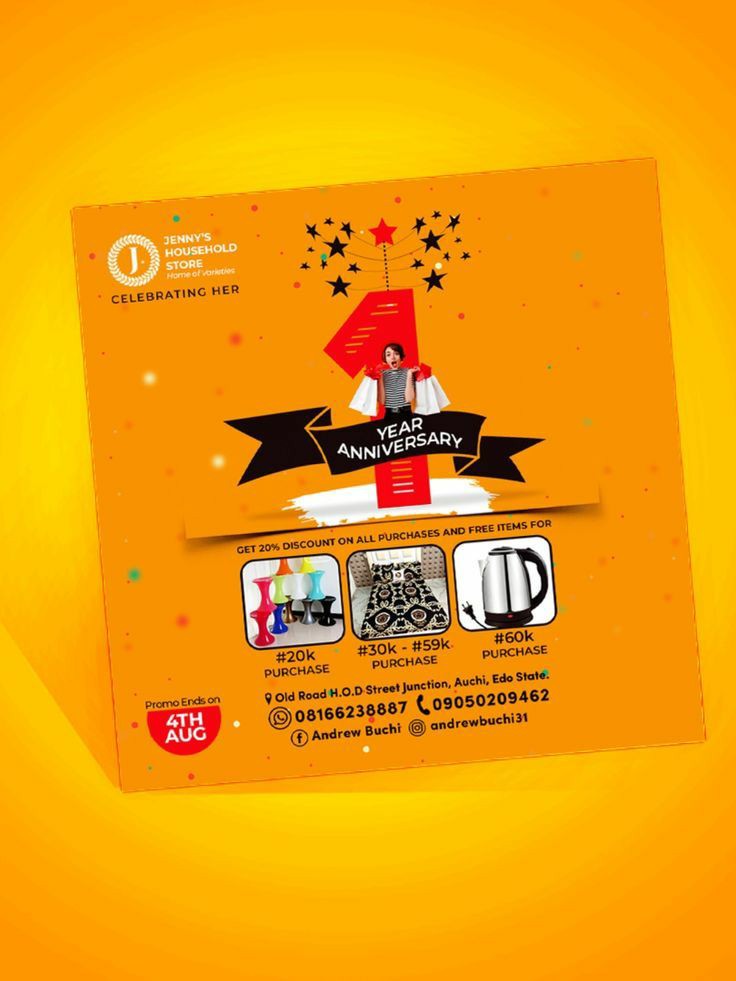 J.
JENNY'S
HOUSEHOLD
STORE
Home of Varieties
CELEBRATING HER
1
YEAR
ANNIVERSARY
GET 20% DISCOUNT ON ALL PURCHASES AND FREE ITEMS FOR
#20k
PURCHASE
#30k - #59k
PURCHASE
#60k
PURCHASE
Old Road H.O.D Street Junction, Auchi, Edo State.
08166238887 09050209462
Andrew Buchi andrewbuchi31
Promo Ends on
4TH
AUG